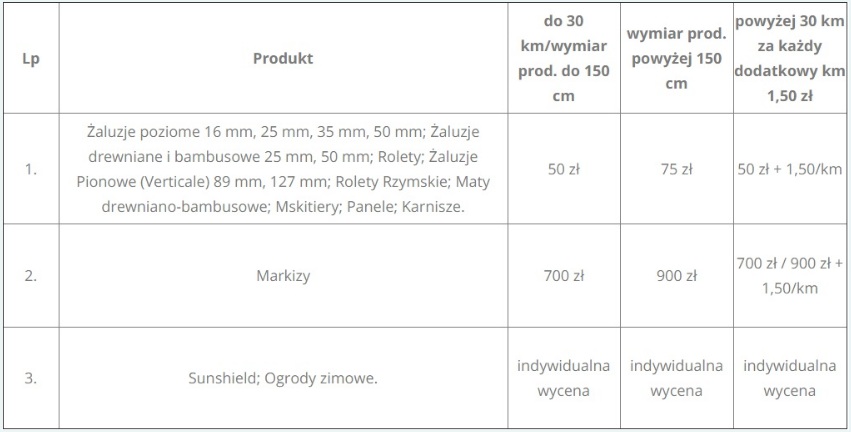 Lp
Produkt
do 30
km/wymiar
prod. do 150
cm
wymiar prod.
powyżej 150
cm
powyżej 30 km
za każdy
dodatkowy km
1,50 zł
1.
Żaluzje poziome 16 mm, 25 mm, 35 mm, 50 mm; Żaluzje
drewniane i bambusowe 25 mm, 50 mm; Rolety; Żaluzje
Pionowe (Verticale) 89 mm, 127 mm; Rolety Rzymskie; Maty
drewniano-bambusowe; Mskitiery; Panele; Karnisze.
50 zł
75 zł
50 zł + 1,50/km
2.
Markizy
700 zł
900 zł
700 zł / 900 zł +
1,50/km
3.
Sunshield; Ogrody zimowe.
indywidualna
wycena
indywidualna
wycena
indywidualna
wycena